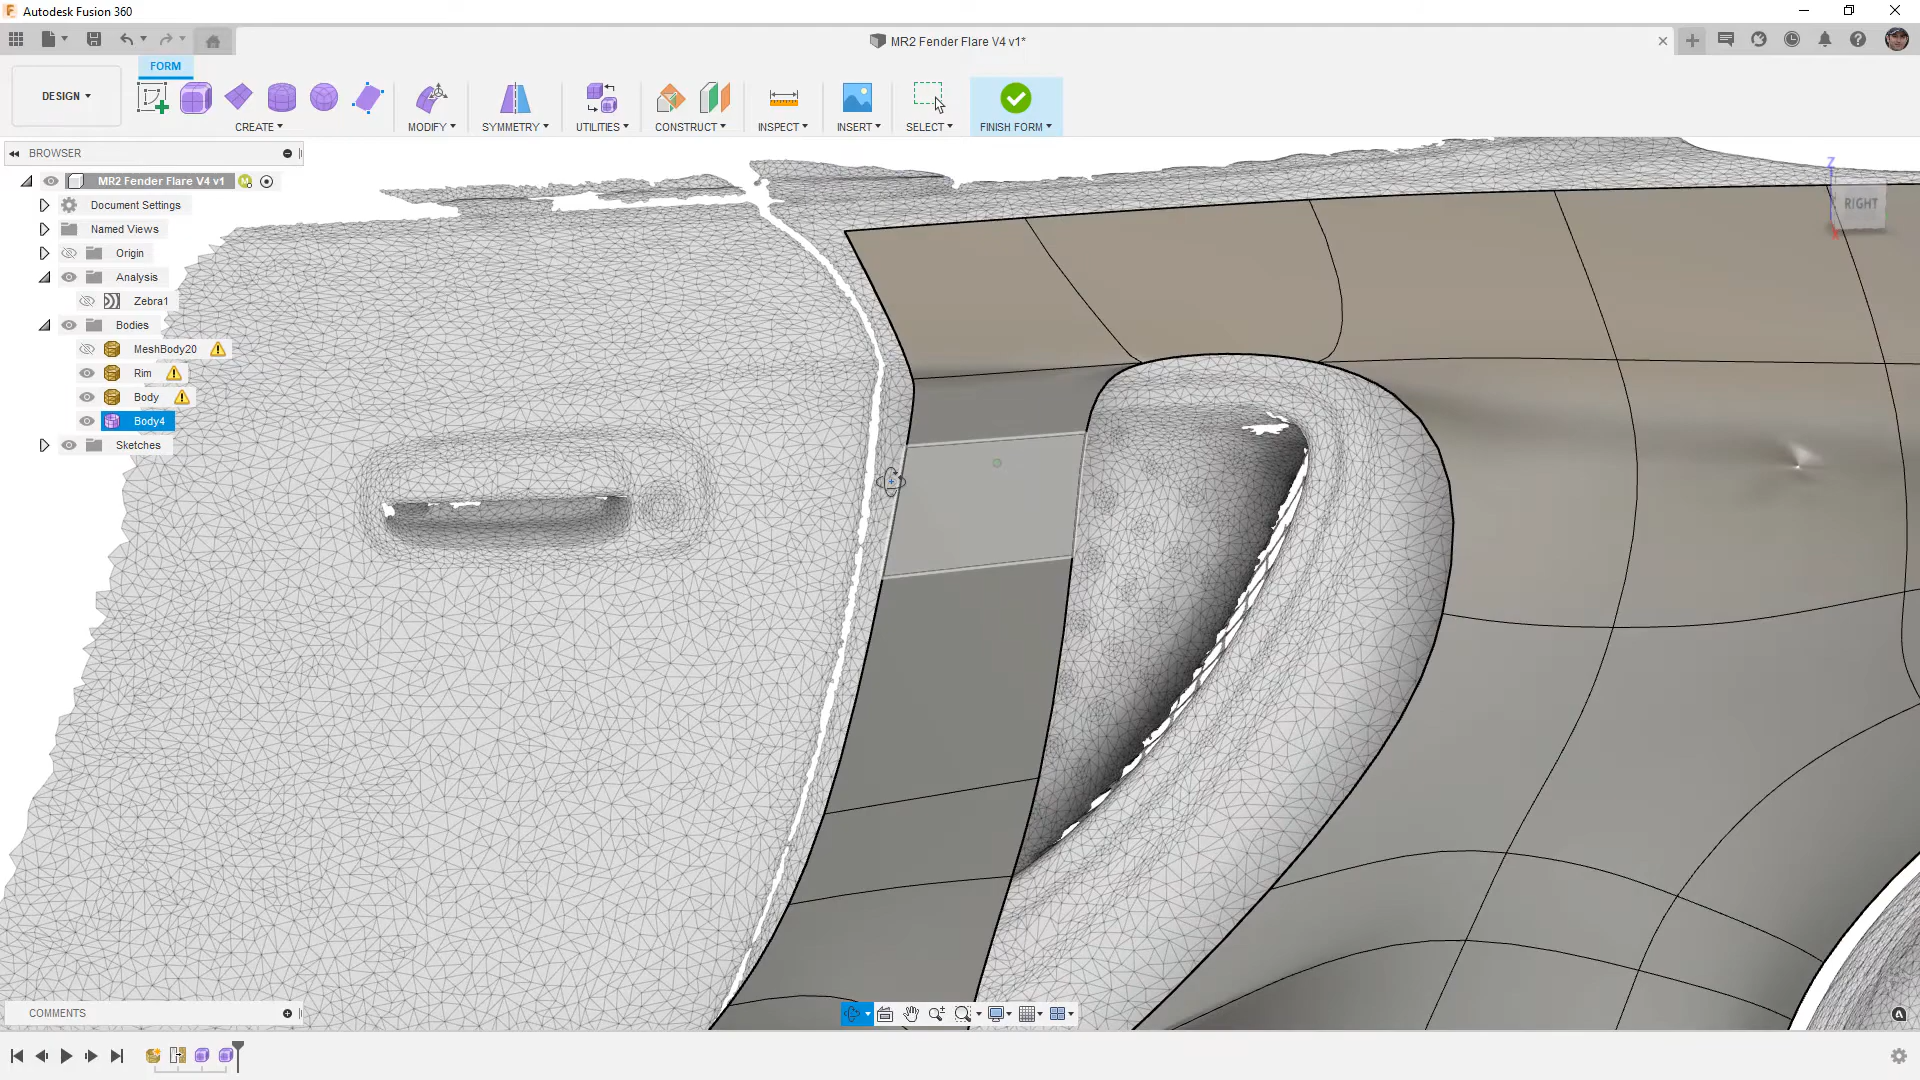 Autodesk Fusion 360
MR2 Fender Flare V4 v1*
FORM
DESIGN
CREATE
MODIFY
SYMMETRY
UTILITIES
CONSTRUCT
INSPECT
INSERT
SELECT
FINISH FORM
BROWSER
MR2 Fender Flare V4 v1
Document Settings
Named Views
Origin
Analysis
Zebra1
Bodies
MeshBody20
Rim
Body
Body4
Sketches
Z
RIGHT
X
COMMENTS